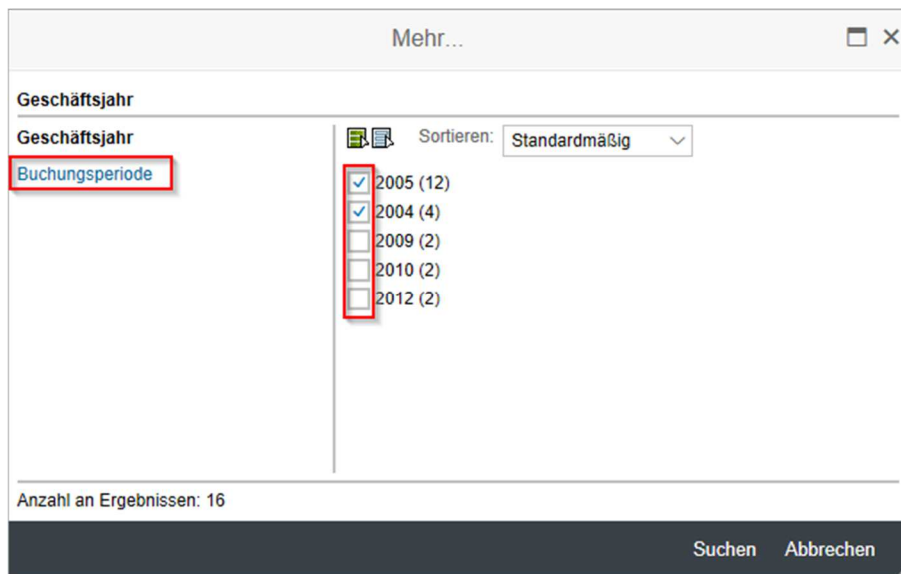 Mehr...
Geschäftsjahr
Geschäftsjahr
Buchungsperiode
Sortieren: Standardmäßig
2005 (12)
2004 (4)
2009 (2)
2010 (2)
2012 (2)
Anzahl an Ergebnissen: 16
Suchen Abbrechen